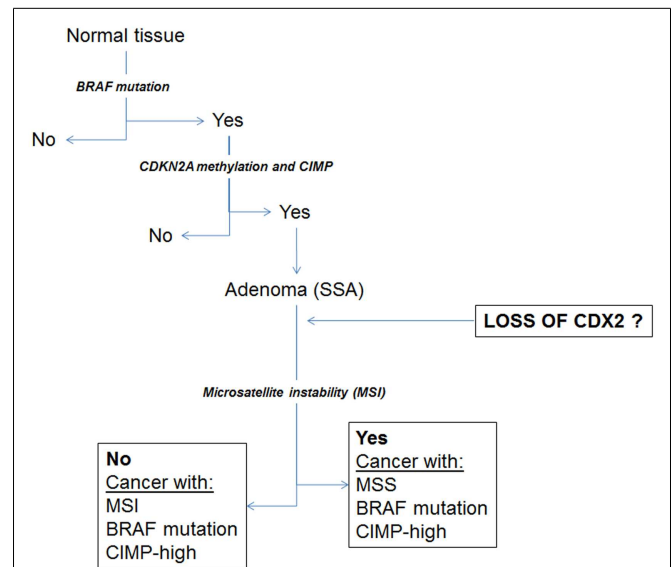 Normal tissue
BRAF mutation
No
Yes
CDKN2A methylation and CIMP
No
Yes
Adenoma (SSA)
LOSS OF CDX2 ?
Microsatellite instability (MSI)
No
Cancer with:
MSI
BRAF mutation
CIMP-high
Yes
Cancer with:
MSS
BRAF mutation
CIMP-high